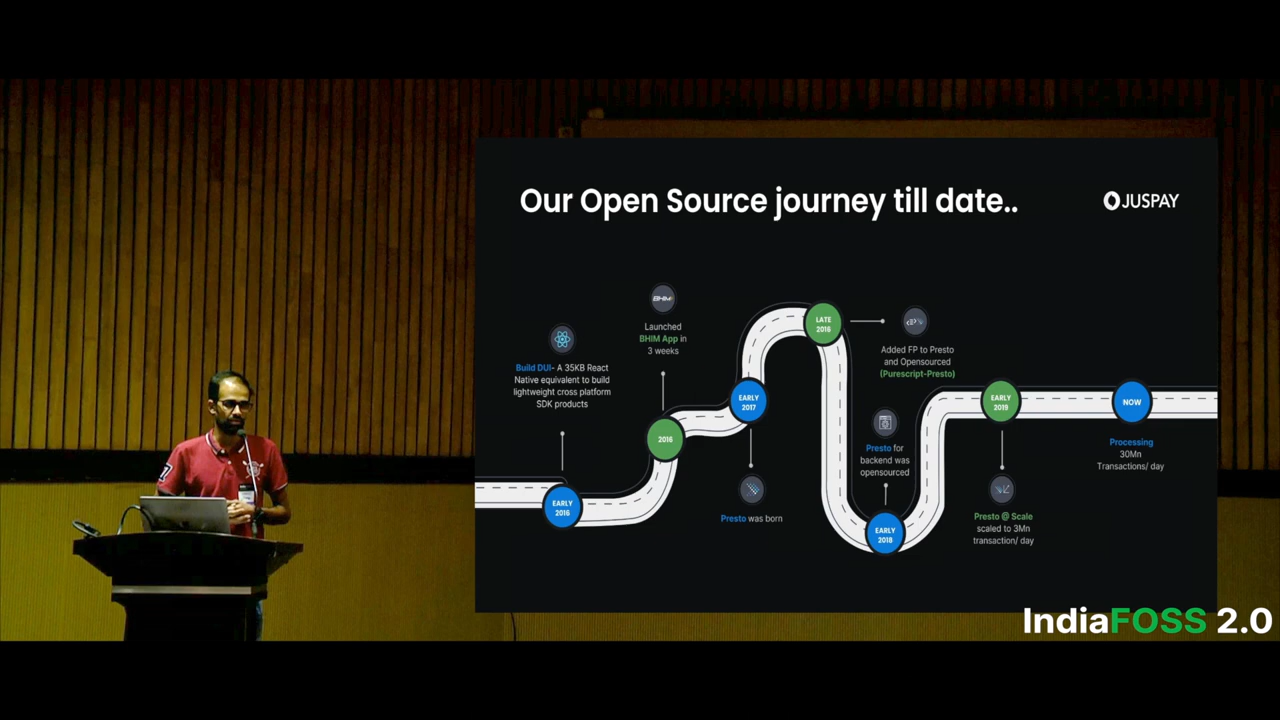 Our Open Source journey till date..
JUSPAY
BHIM
Launched
BHIM App in
3 weeks
LATE
2016
Added FP to Presto
and Opensourced
(Purescript-Presto)
Build DUI- A 35KB React
Native equivalent to build
lightweight cross platform
SDK products
EARLY
2017
EARLY
2019
NOW
2016
Presto for
backend was
opensourced
Processing
30Mn
Transactions/ day
EARLY
2016
Presto was born
EARLY
2018
Presto @ Scale
scaled to 3Mn
transaction/ day
IndiaFOSS 2.0